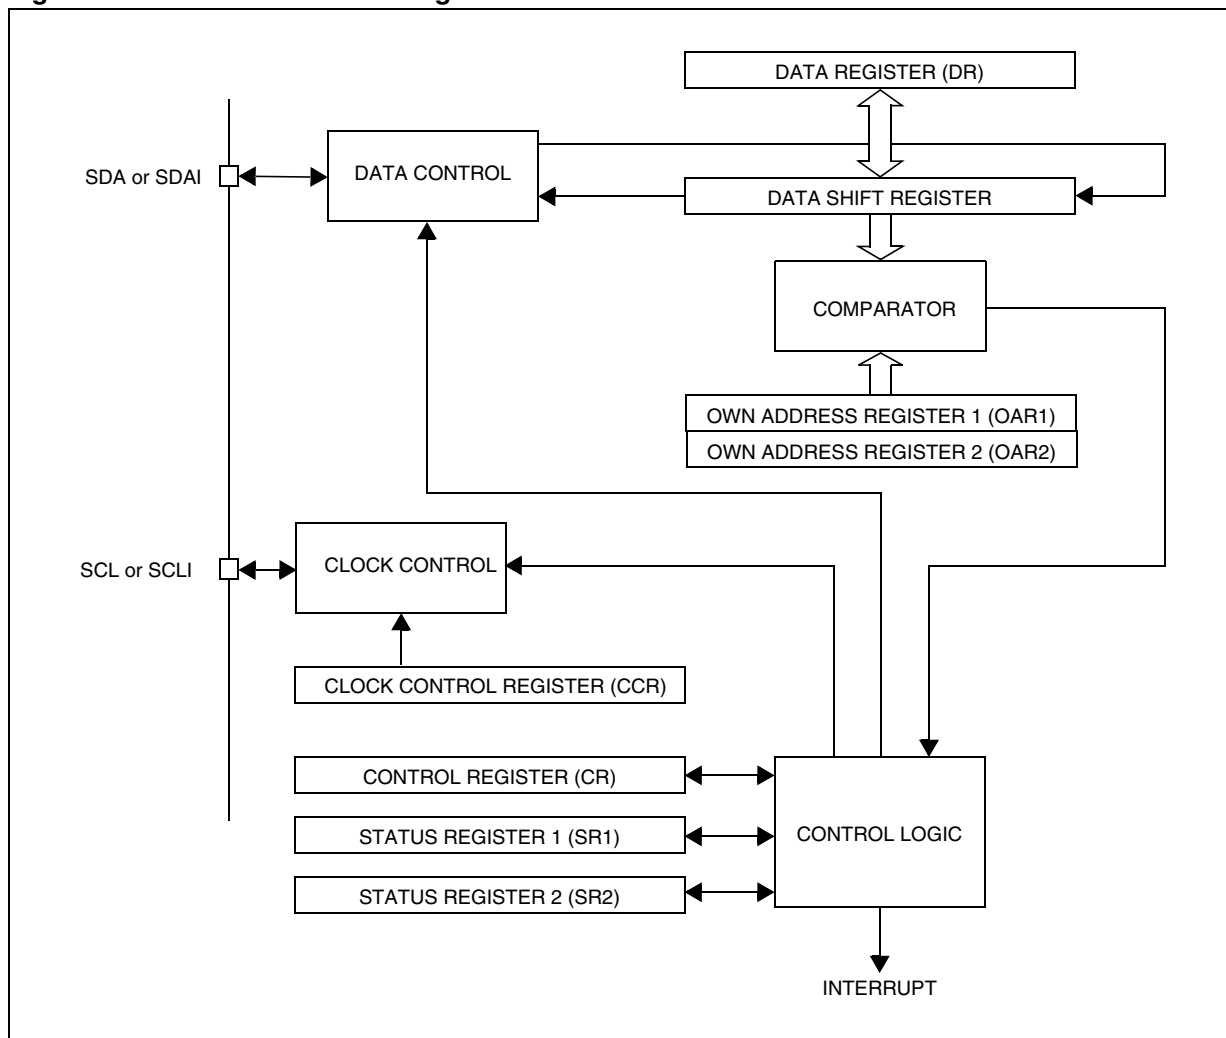 DATA REGISTER (DR)
SDA or SDAI
DATA CONTROL
DATA SHIFT REGISTER
COMPARATOR
OWN ADDRESS REGISTER 1 (OAR1)
OWN ADDRESS REGISTER 2 (OAR2)
SCL or SCLI
CLOCK CONTROL
CLOCK CONTROL REGISTER (CCR)
CONTROL REGISTER (CR)
STATUS REGISTER 1 (SR1)
CONTROL LOGIC
STATUS REGISTER 2 (SR2)
INTERRUPT